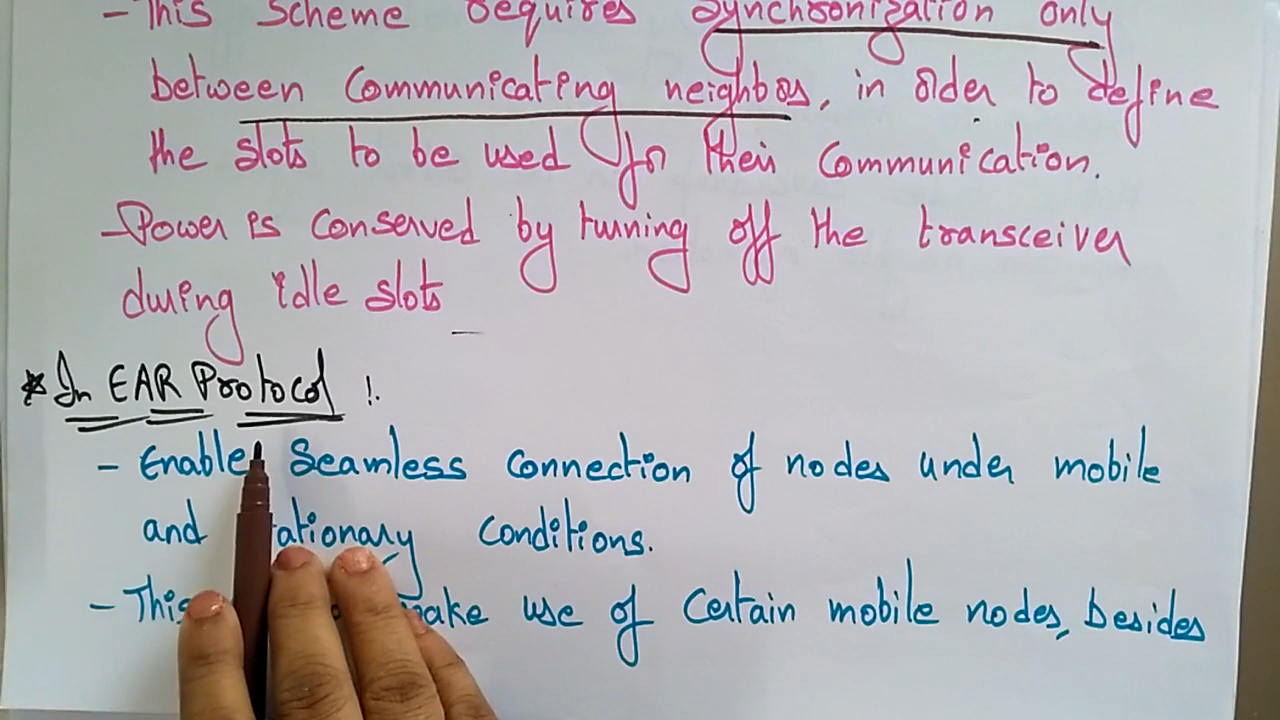 - This Scheme requires Synchronization only
between Communicating neighbors, in order to define
the slots to be used for their Communication.
- Power is Conserved by turning off the transceiver
during idle slots
* In EAR Protocol :
- Enable Seamless Connection of nodes under mobile
and Conditions.
- This make use of Certain mobile nodes, besides